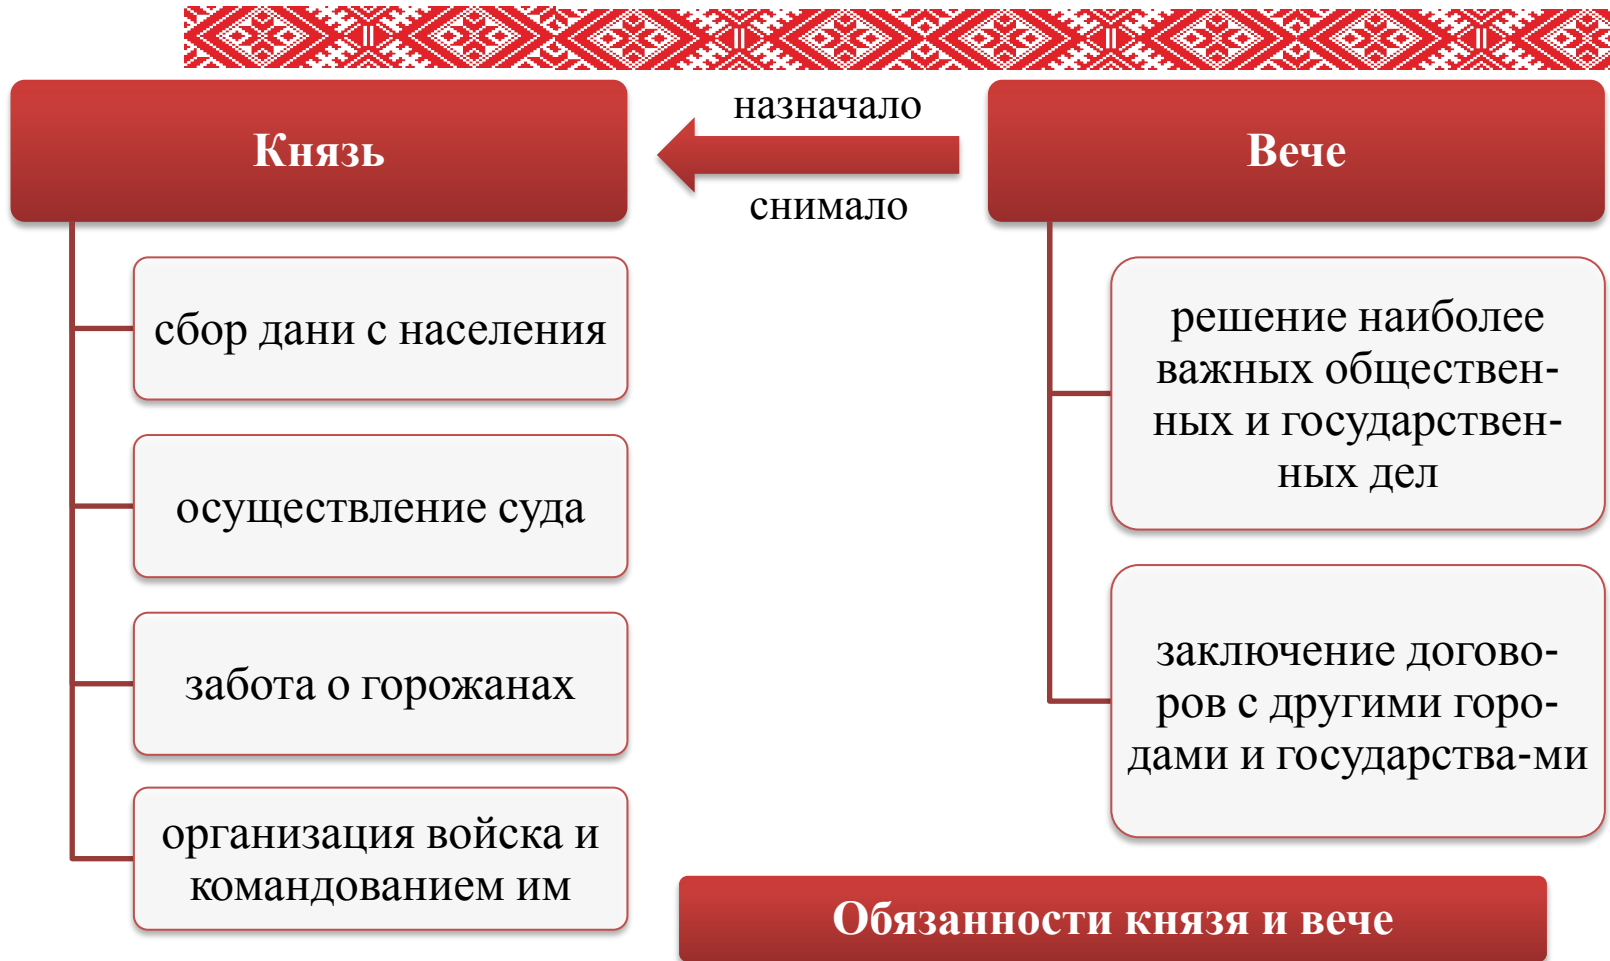 Князь
назначало
снимало
Вече
сбор дани с населения
осуществление суда
забота о горожанах
организация войска и
командованием им
решение наиболее
важных обществен-
ных и государствен-
ных дел
заключение догово-
ров с другими горо-
дами и государства-ми
Обязанности князя и вече